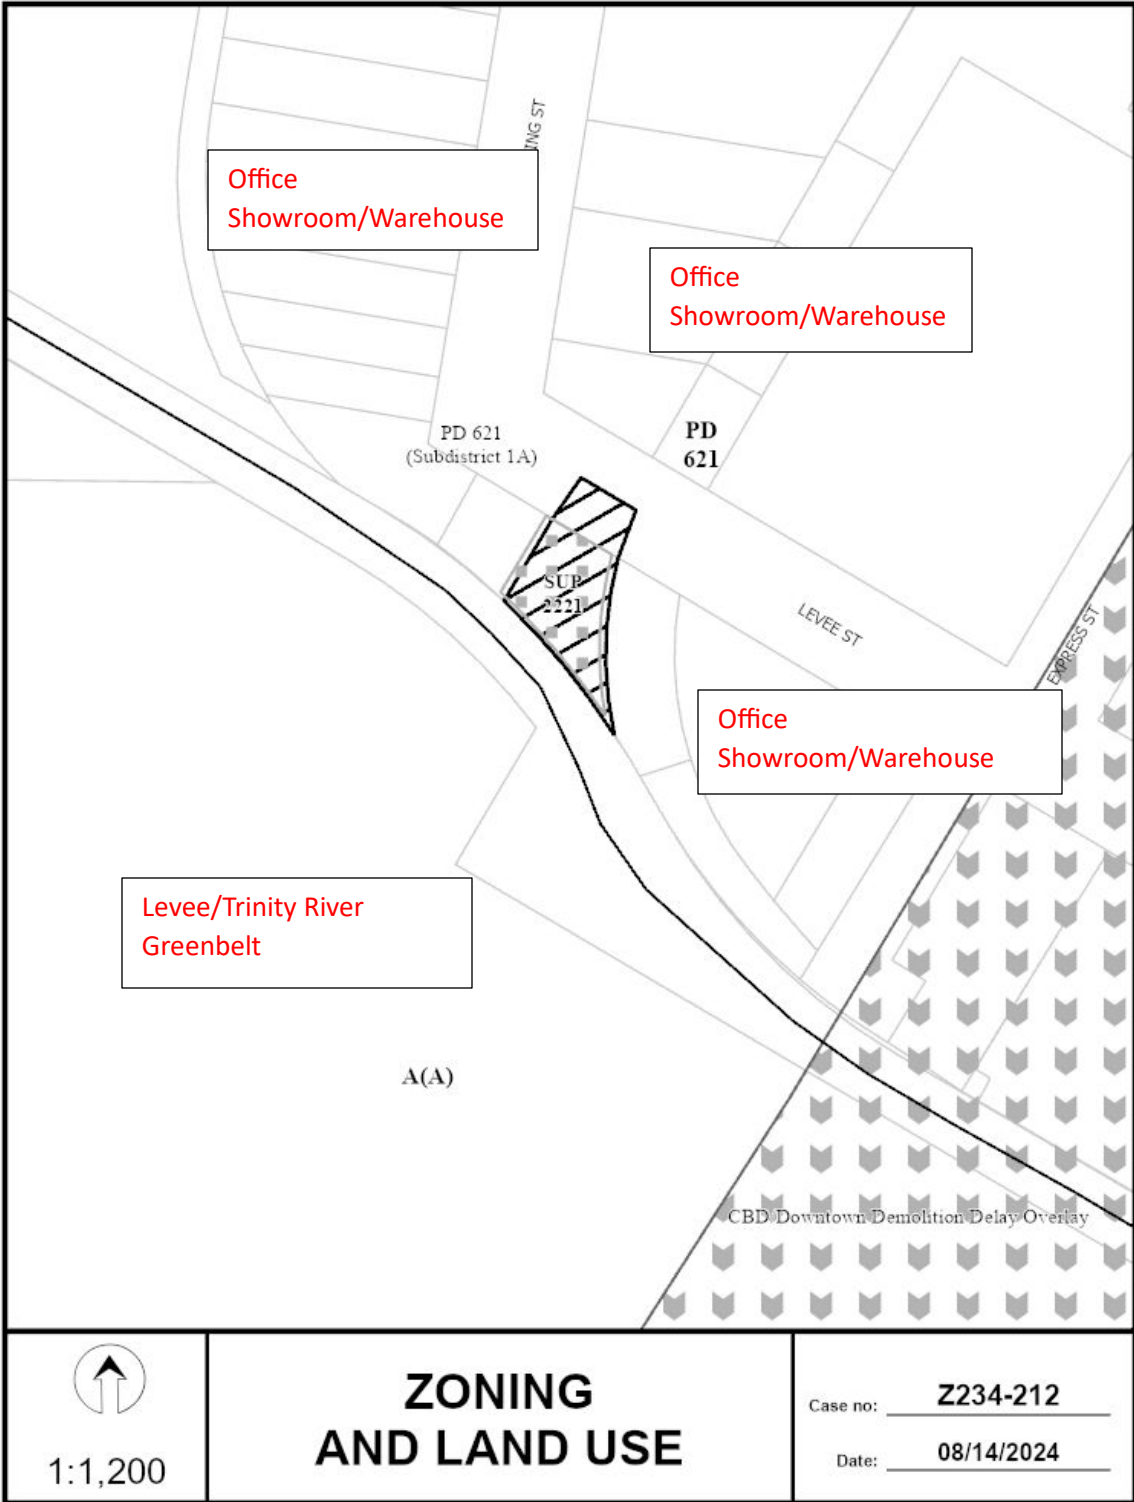 ING ST
Office
Showroom/Warehouse
Office
Showroom/Warehouse
PD 621
(Subdistrict 1A)
PD
621
SUP
2221
LEVEE ST
EXPRESS ST
Office
Showroom/Warehouse
Levee/Trinity River
Greenbelt
A(A)
CBD Downtown Demolition Delay Overlay
1:1,200
ZONING
AND LAND USE
Case no: Z234-212
Date: 08/14/2024